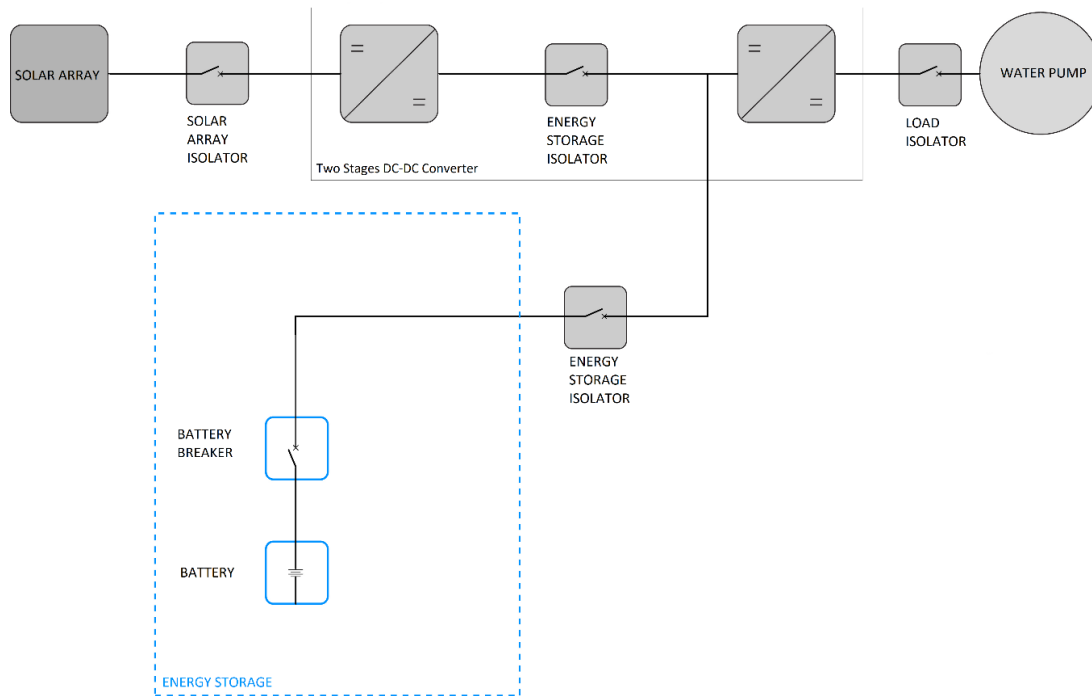 SOLAR ARRAY
SOLAR
ARRAY
ISOLATOR
ENERGY
STORAGE
ISOLATOR
LOAD
ISOLATOR
WATER PUMP
Two Stages DC-DC Converter
ENERGY
STORAGE
ISOLATOR
BATTERY
BREAKER
BATTERY
ENERGY STORAGE